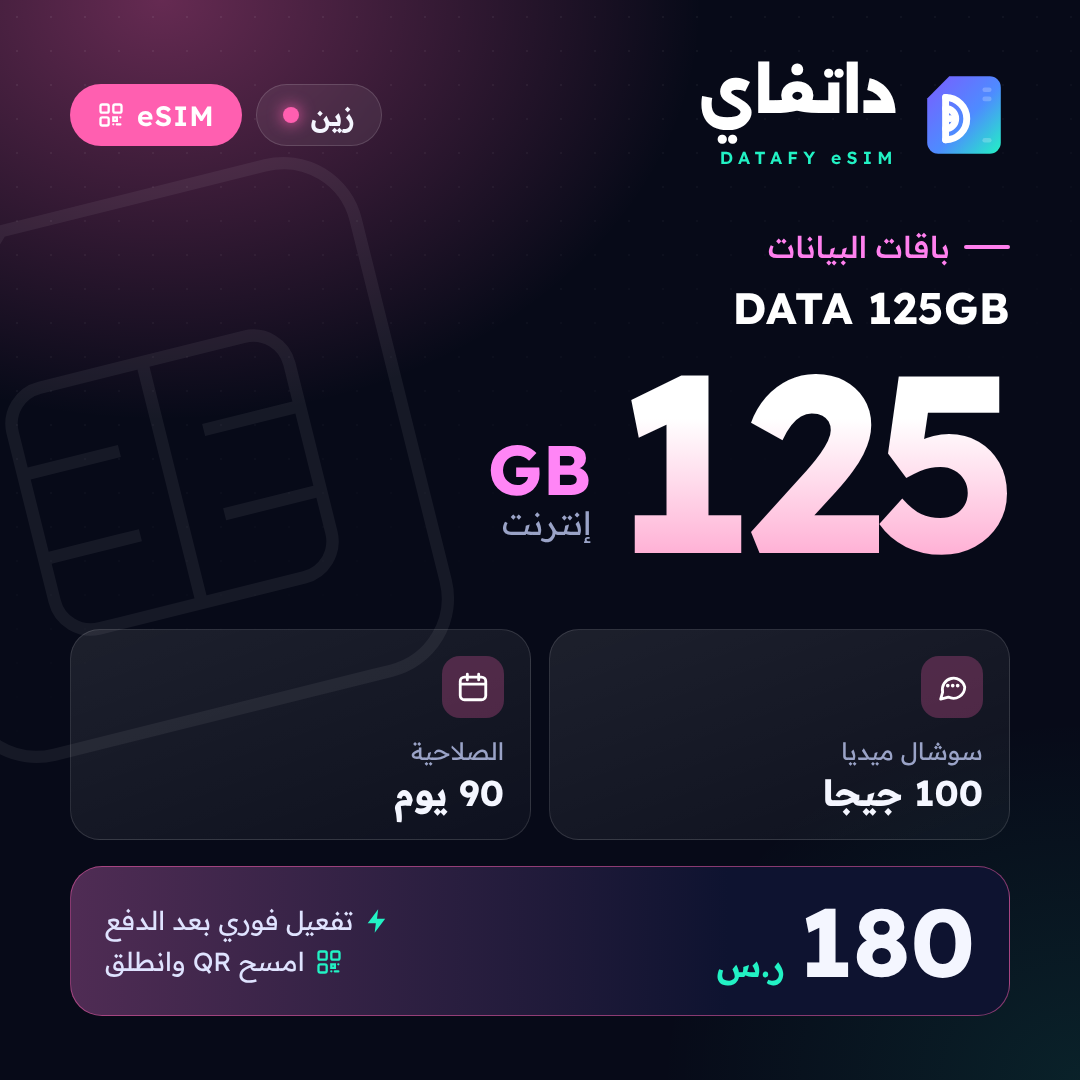 داتفاي
DATAFY eSIM
زين
eSIM
باقات البيانات
DATA 125GB
125
GB
إنترنت
سوشال ميديا
100 جيجا
الصلاحية
90 يوم
180 ر.س
تفعيل فوري بعد الدفع
امسح QR وانطلق